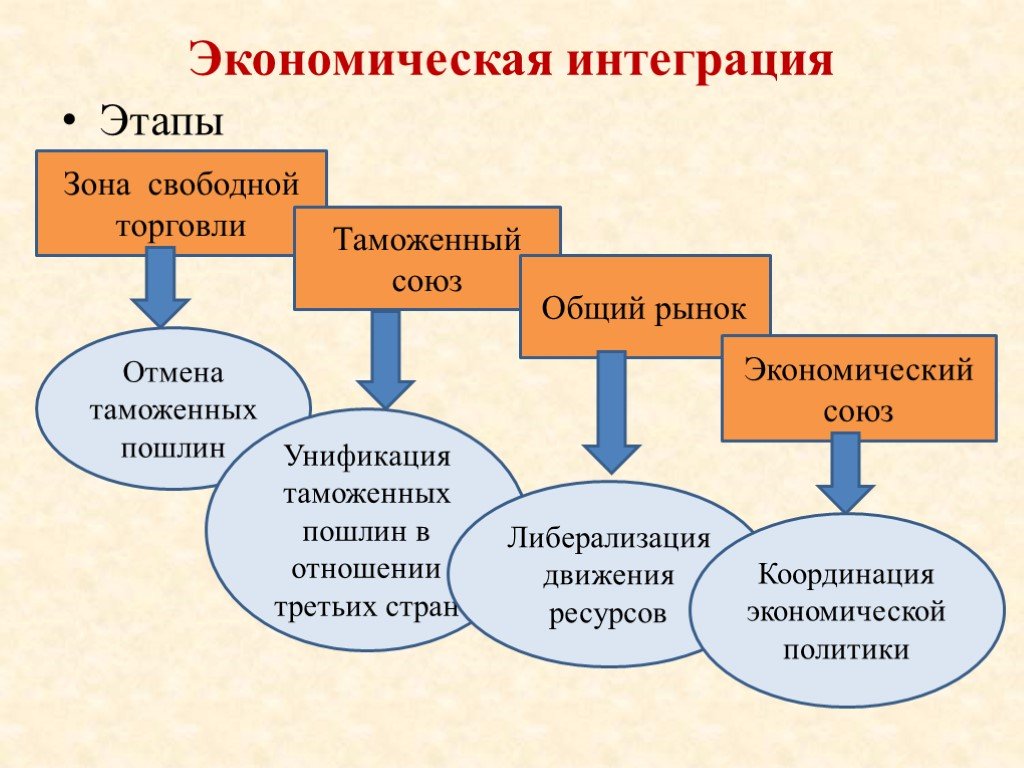 Экономическая интеграция
• Этапы
Зона свободной
торговли
Таможенный
союз
Общий рынок
Экономический
союз
Отмена
таможенных
пошлин
Унификация
таможенных
пошлин в
отношении
третьих стран
Либерализация
движения
ресурсов
Координация
экономической
политики